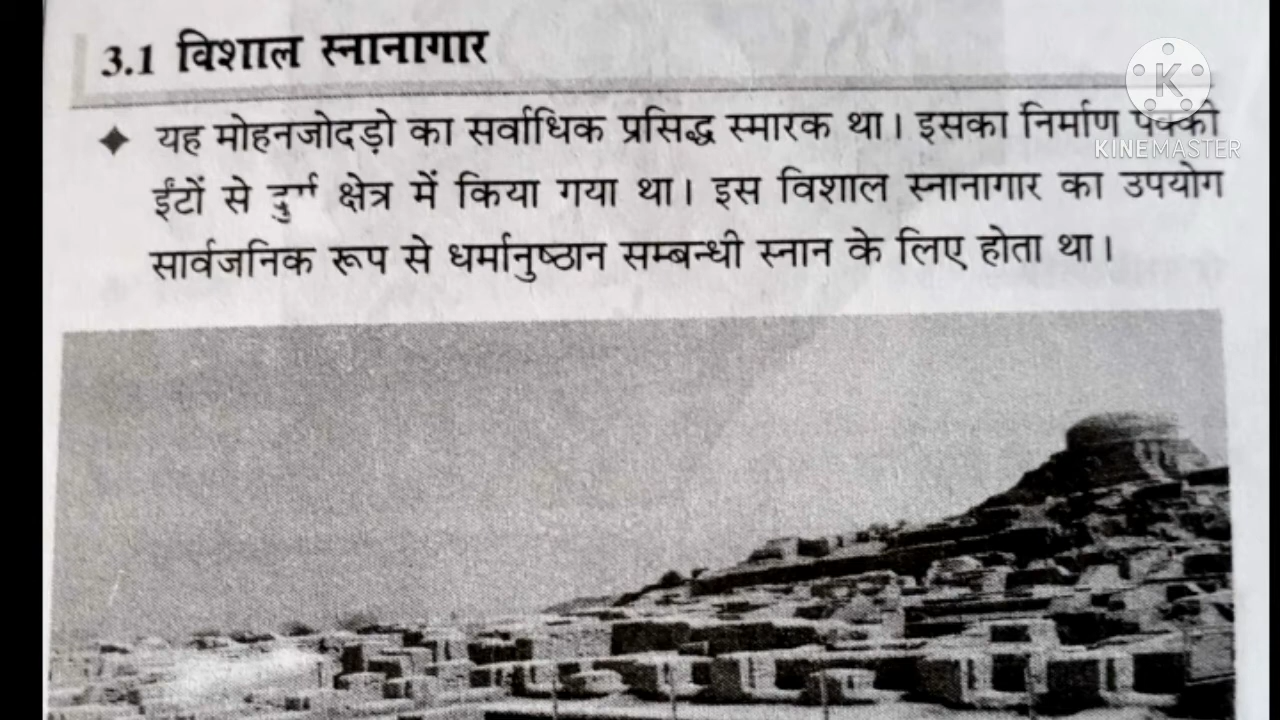 3.1 विशाल स्नानागार
✦ यह मोहनजोदड़ो का सर्वाधिक प्रसिद्ध स्मारक था। इसका निर्माण पक्की
ईंटों से दुर्ग क्षेत्र में किया गया था। इस विशाल स्नानागार का उपयोग
सार्वजनिक रूप से धर्मानुष्ठान सम्बन्धी स्नान के लिए होता था।
K
KINEMASTER